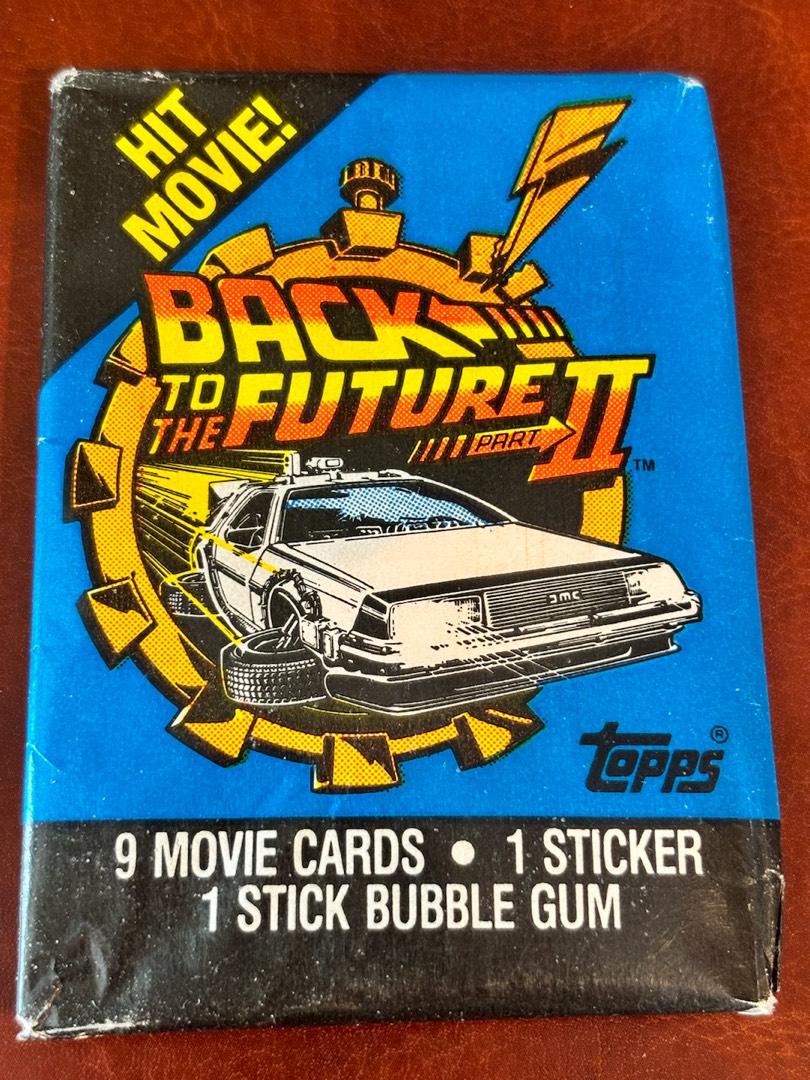 HIT
MOVIE!
BACK
TO
THE FUTURE
PART II
TM
DMC
topps®
9 MOVIE CARDS • 1 STICKER
1 STICK BUBBLE GUM